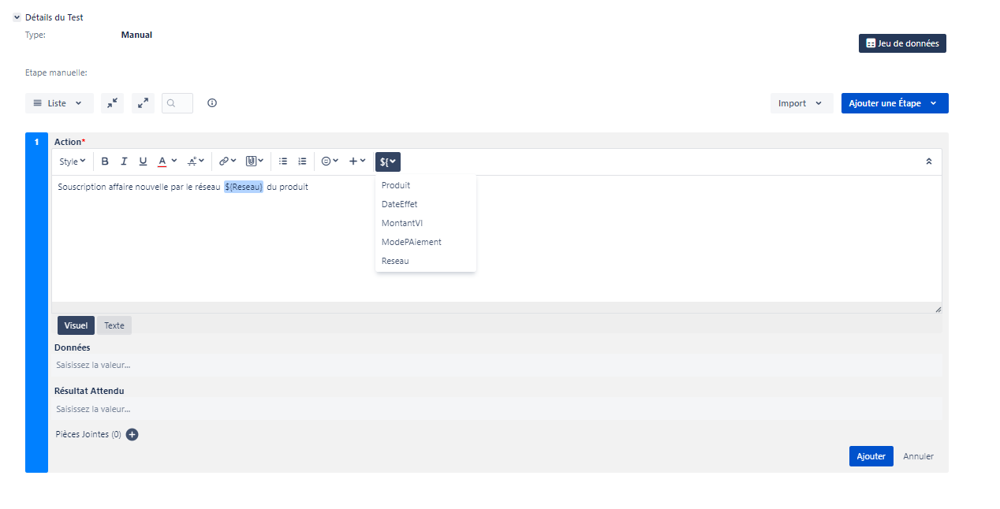 Détails du Test
Type: Manual
Jeu de données
Etape manuelle:
Liste
Import
Ajouter une Étape
1
Action*
Style B I U A A ${
Souscription affaire nouvelle par le réseau ${Reseau} du produit
Produit
DateEffet
MontantVI
ModePAiement
Reseau
Visuel Texte
Données
Saisissez la valeur...
Résultat Attendu
Saisissez la valeur...
Pièces Jointes (0)
Ajouter Annuler